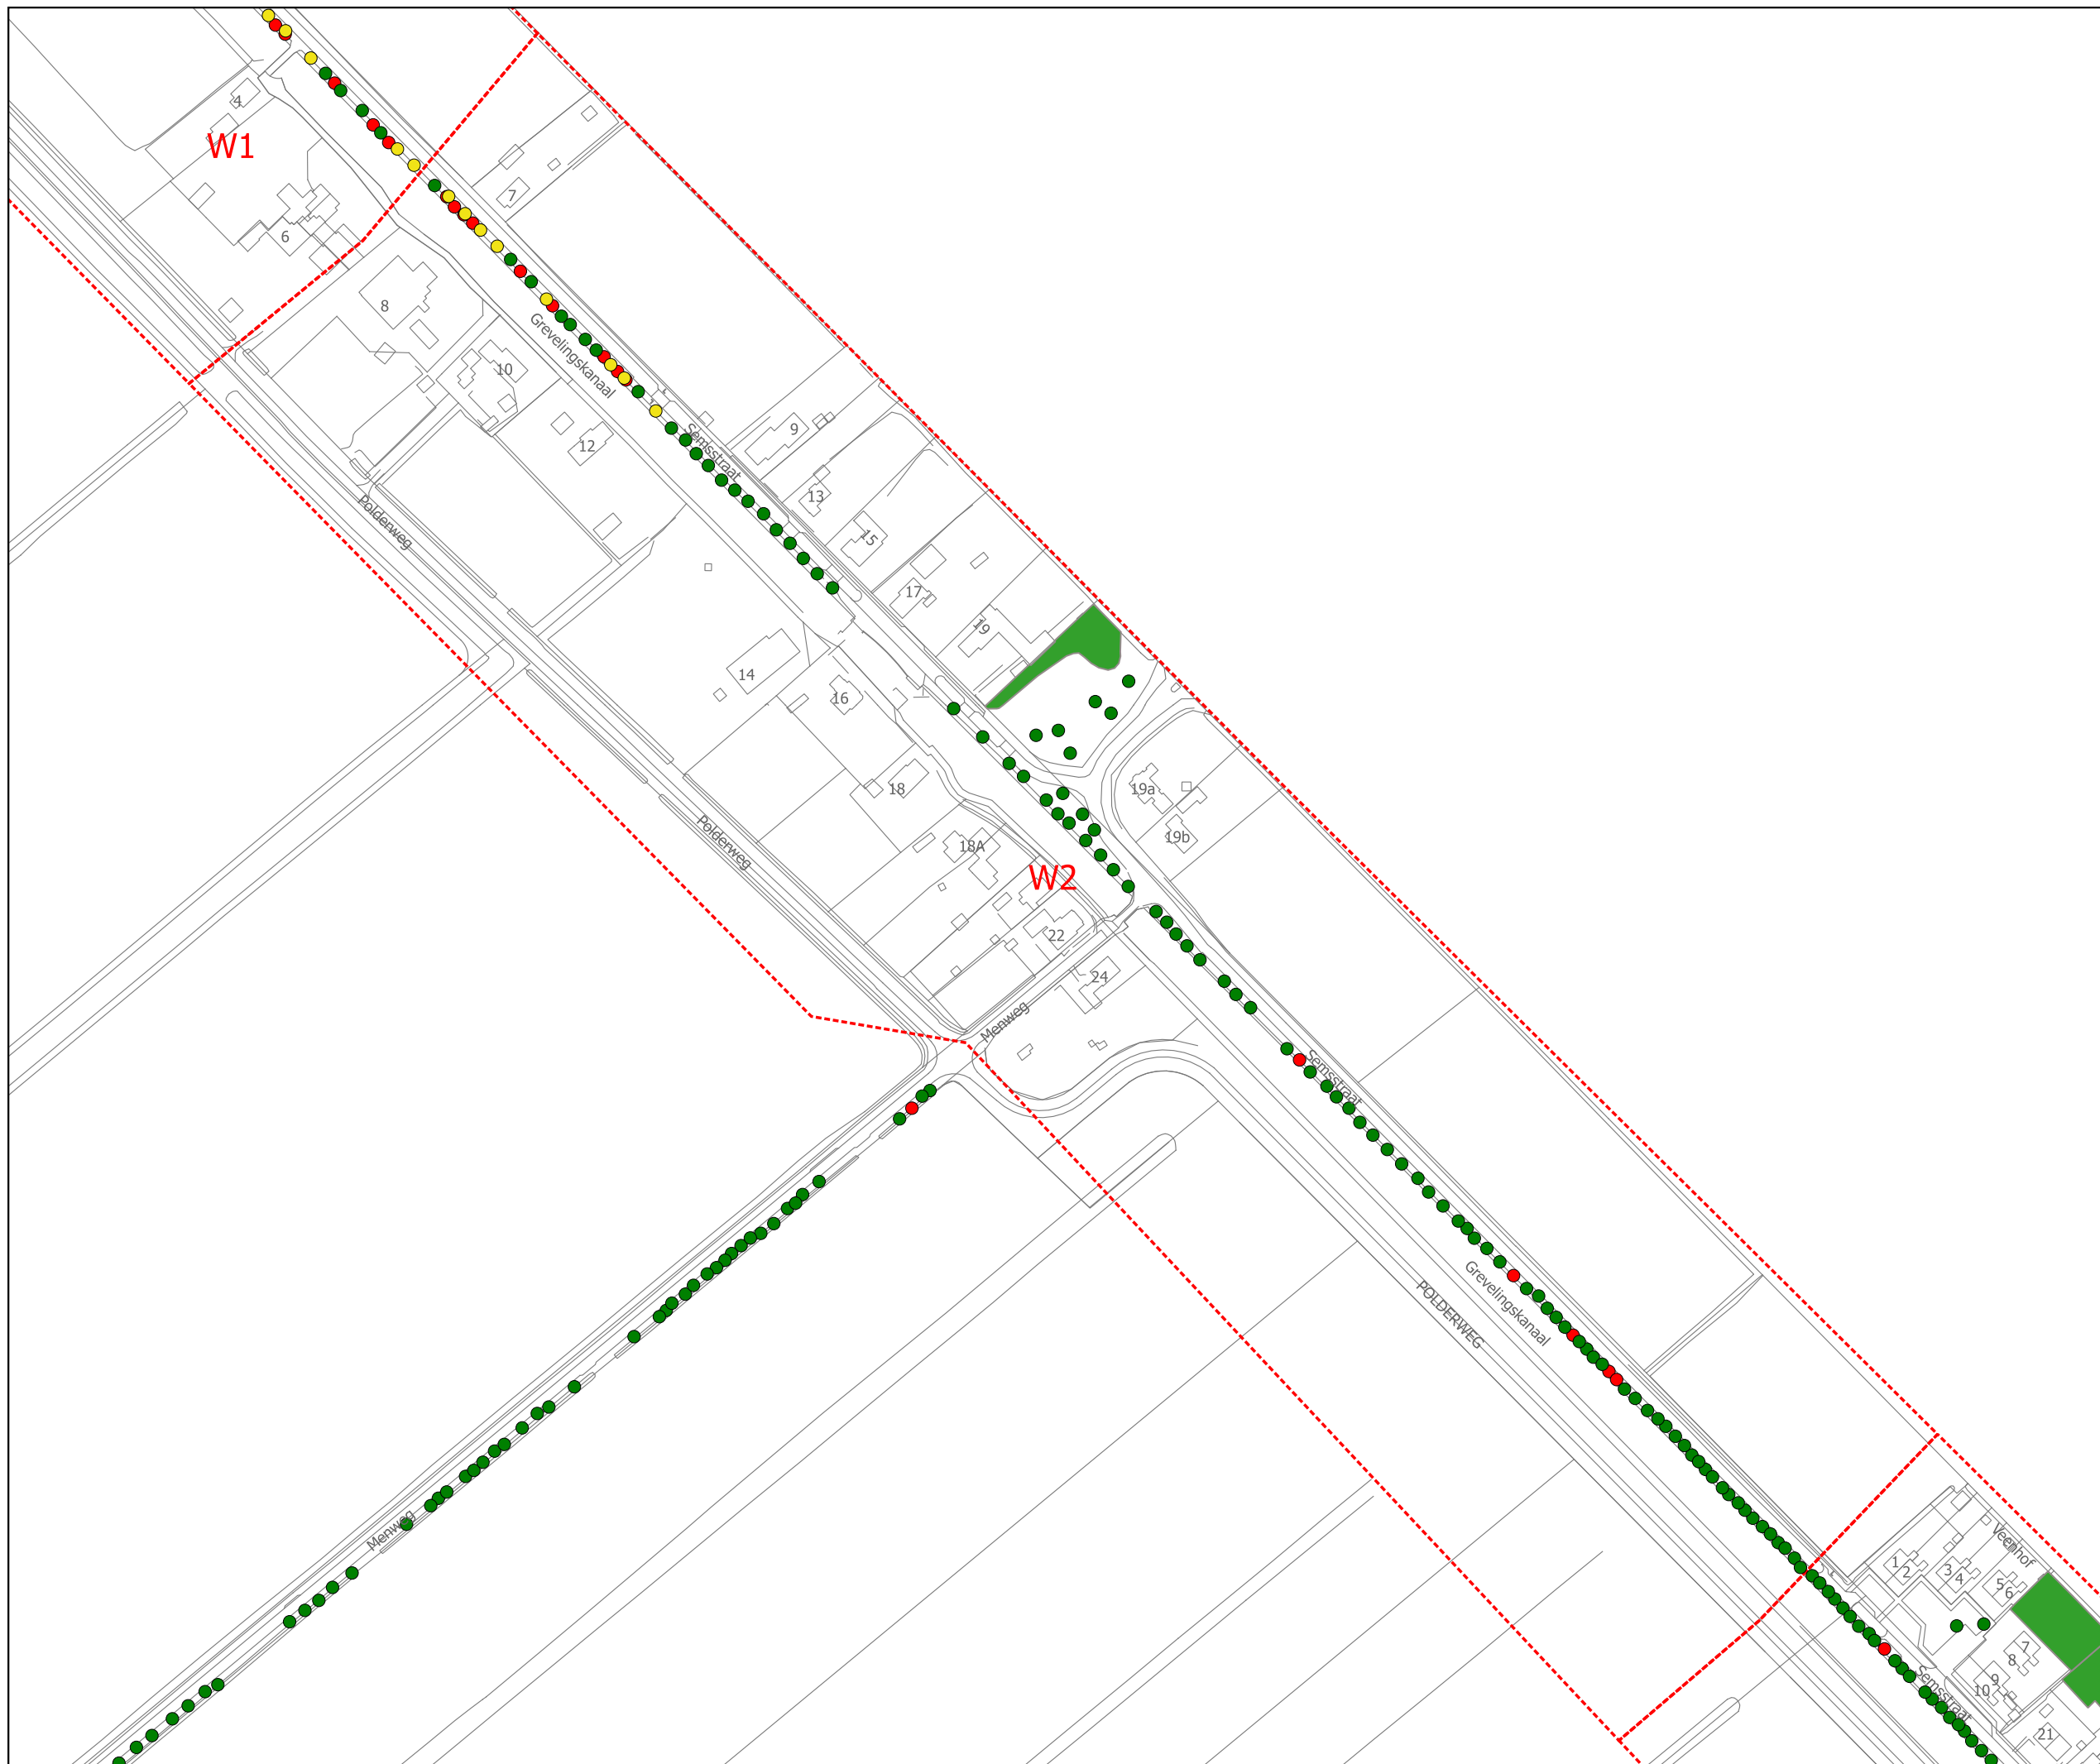 4
W1
6
7
8
Grevelingskanaal
10
9
12
Semsstraat
13
Polderweg
15
17
19
14
16
18
19a
19b
Polderweg
18A
W2
22
24
Menweg
Semsstraat
Grevelingskanaal
POLDERWEG
Menweg
Veenhof
1
2
3
4
5
6
7
8
9
10
Semsstraat
21